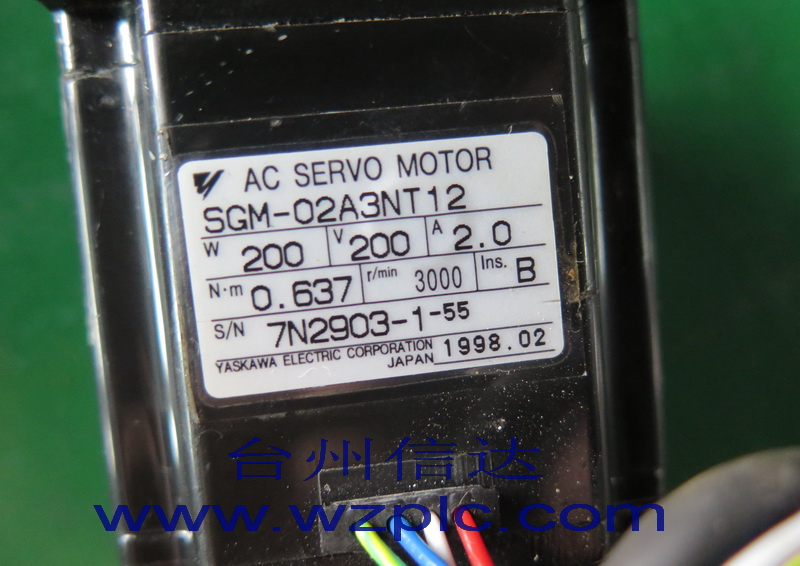 AC SERVO MOTOR
SGM-02A3NT12
W 200 V 200 A 2.0
N·m 0.637 r/min 3000 Ins. B
S/N 7N2903-1-55
YASKAWA ELECTRIC CORPORATION
JAPAN 1998.02
台州信达
www.wzplc.com